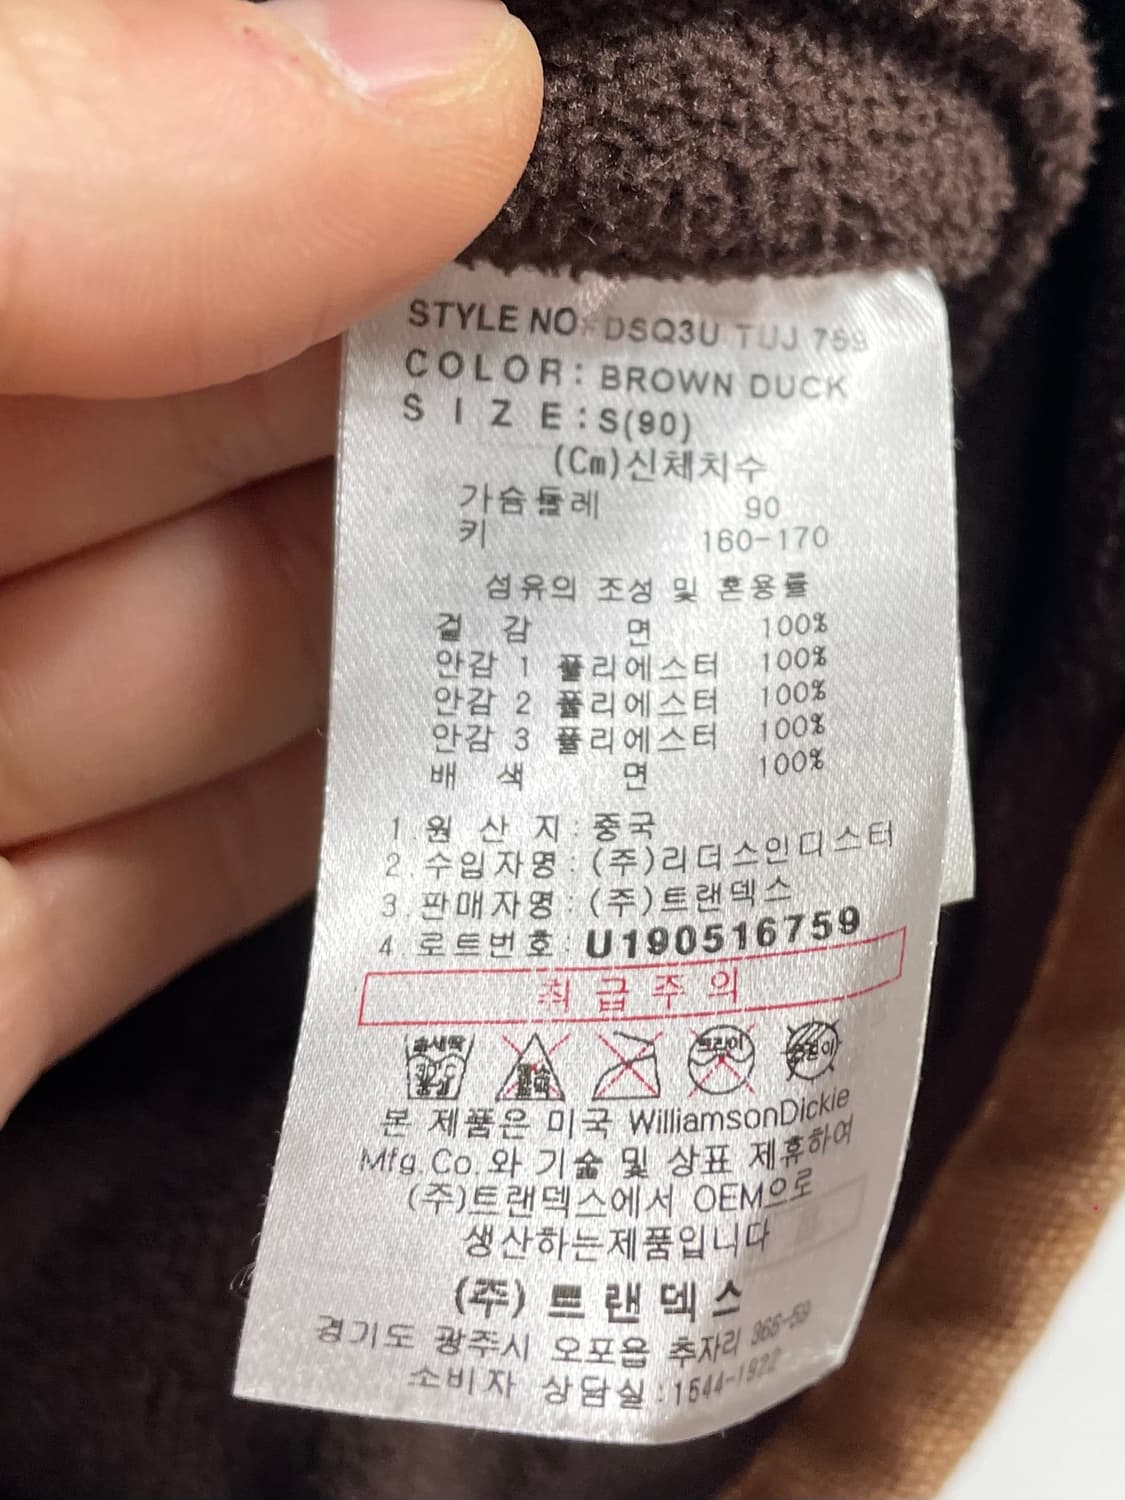 STYLE NO: DSQ3U TUJ 759
COLOR: BROWN DUCK
SIZE: S(90)
(Cm)신체치수
가슴둘레 90
키 160-170
섬유의 조성 및 혼용률
겉감 면 100%
안감 1 폴리에스터 100%
안감 2 폴리에스터 100%
안감 3 폴리에스터 100%
배색 면 100%
1.원산지:중국
2.수입자명:(주)리더스인디스터
3.판매자명:(주)트랜덱스
4.로트번호:U190516759
취급주의
30℃
드라이
본 제품은 미국 WilliamsonDickie
Mfg.Co.와 기술 및 상표 제휴하여
(주)트랜덱스에서 OEM으로
생산하는제품입니다
(주)트랜덱스
경기도 광주시 오포읍 추자리 366-59
소비자 상담실:1544-1922